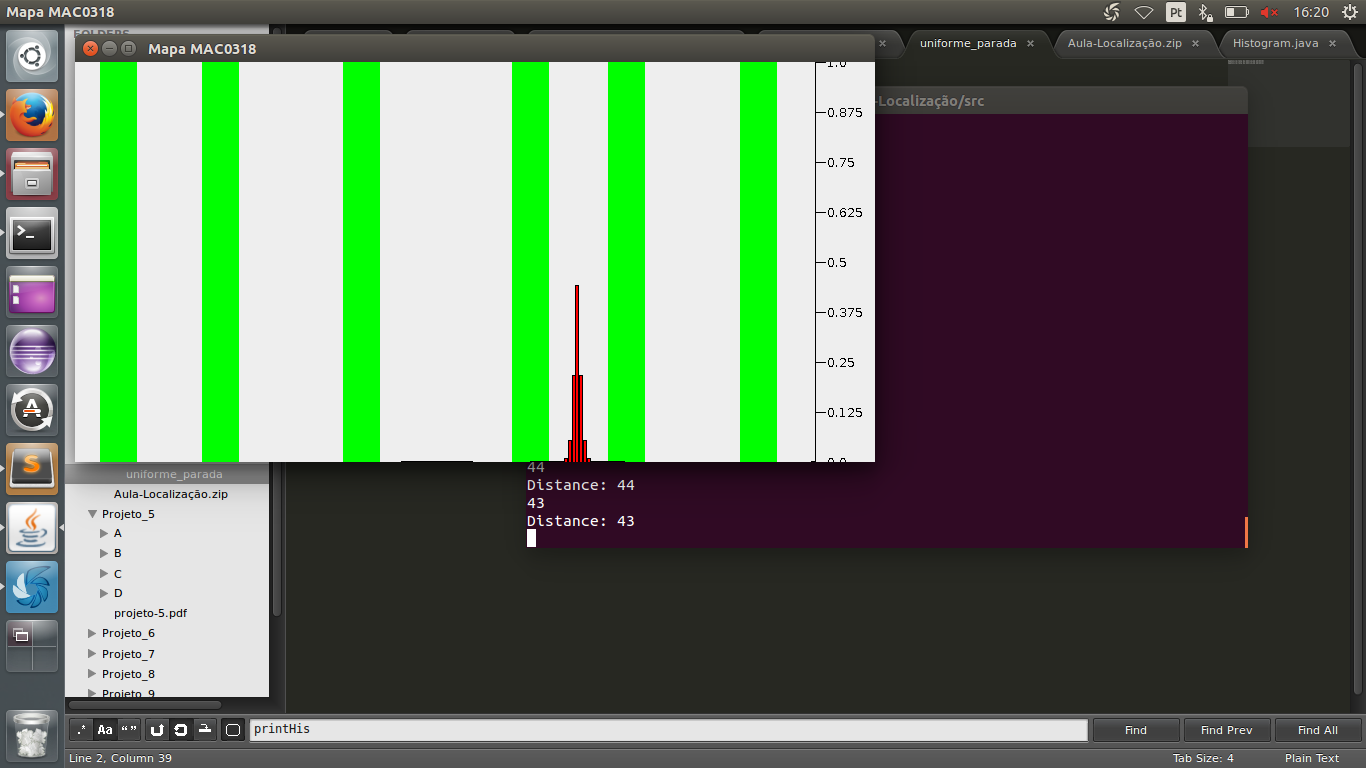 Mapa MAC0318
Pt
16:20
FOLDERS
Mapa MAC0318
uniforme_parada
Aula-Localização.zip
Histogram.java
-Localização/src
1.0
0.875
0.75
0.625
0.5
0.375
0.25
0.125
0.0
44
Distance: 44
43
Distance: 43
uniforme_parada
Aula-Localização.zip
Projeto_5
A
B
C
D
projeto-5.pdf
Projeto_6
Projeto_7
Projeto_8
Projeto_9
.* Aa “ ”
printHis
Find
Find Prev
Find All
Line 2, Column 39
Tab Size: 4
Plain Text